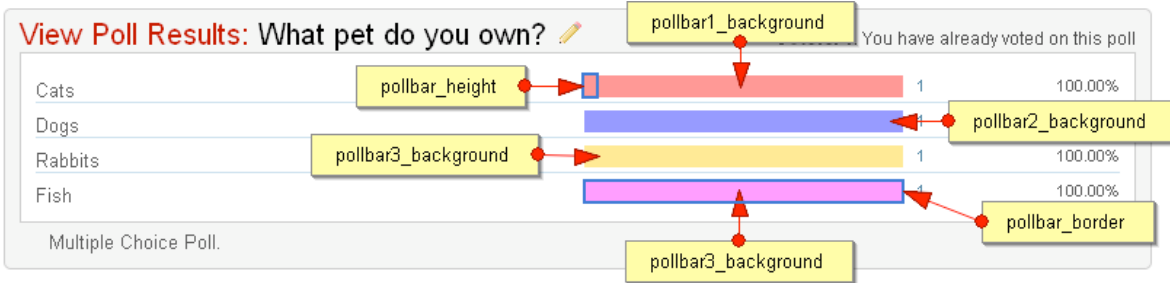 pollbar1_background
View Poll Results: What pet do you own?
You have already voted on this poll
Cats
pollbar_height
1
100.00%
Dogs
pollbar2_background
Rabbits
pollbar3_background
1
100.00%
Fish
100.00%
pollbar_border
Multiple Choice Poll.
pollbar3_background